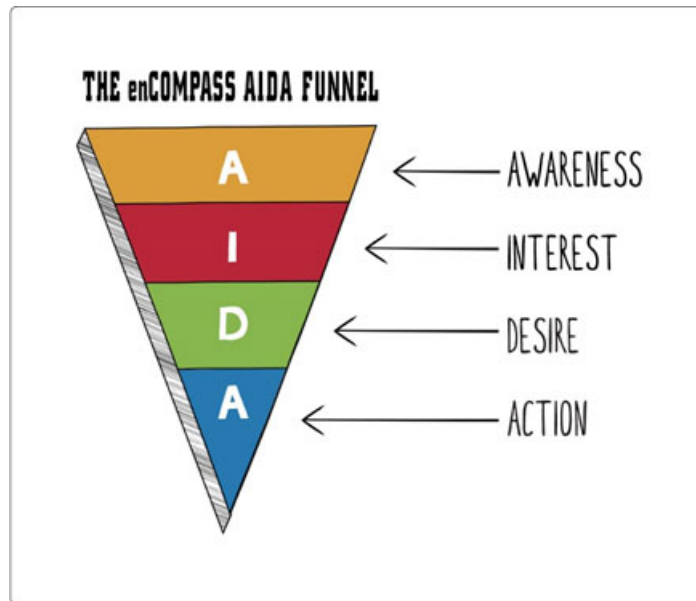 THE enCOMPASS AIDA FUNNEL
A
AWARENESS
I
INTEREST
D
DESIRE
A
ACTION